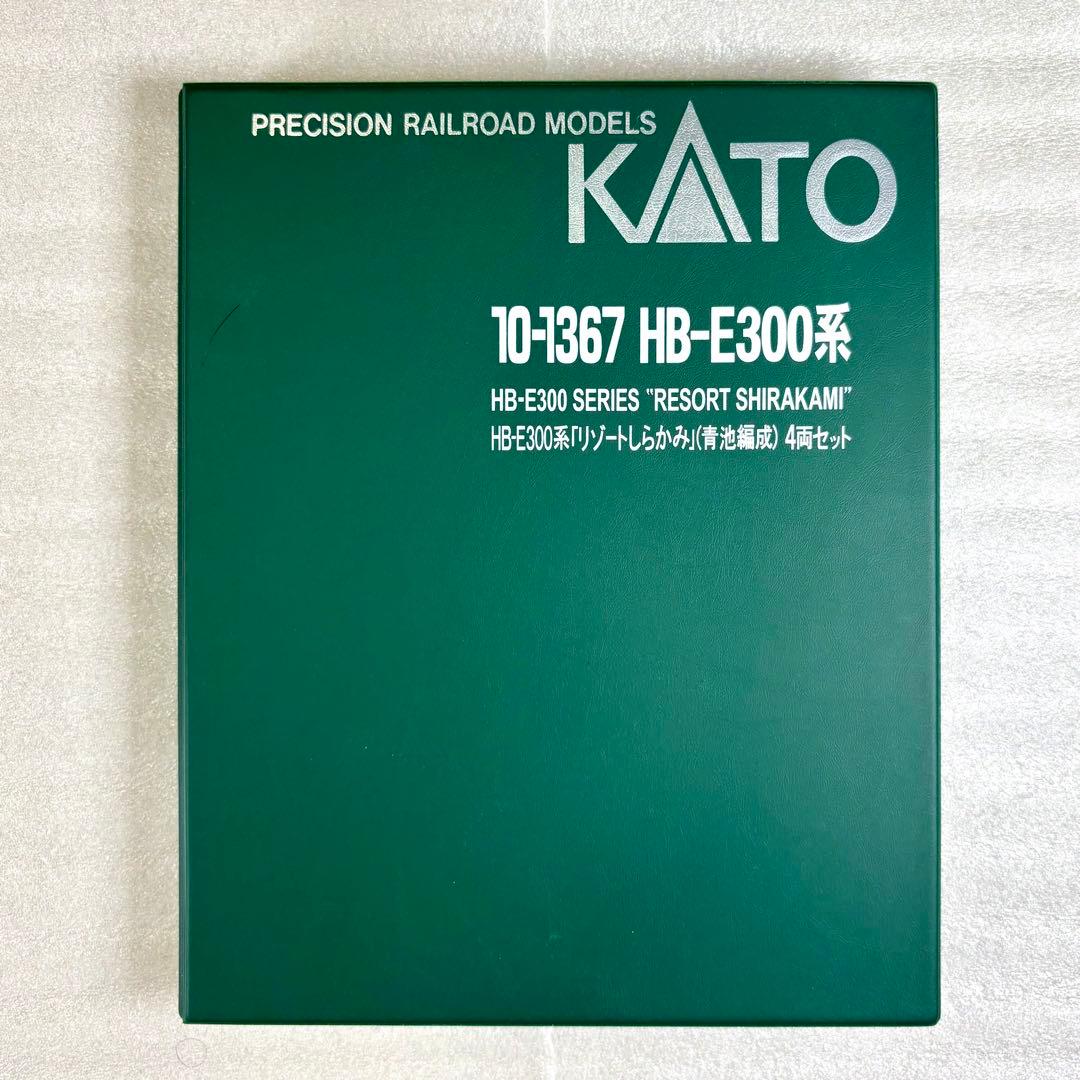 PRECISION RAILROAD MODELS
KATO
10-1367 HB-E300系
HB-E300 SERIES “RESORT SHIRAKAMI”
HB-E300系「リゾートしらかみ」(青池編成) 4両セット